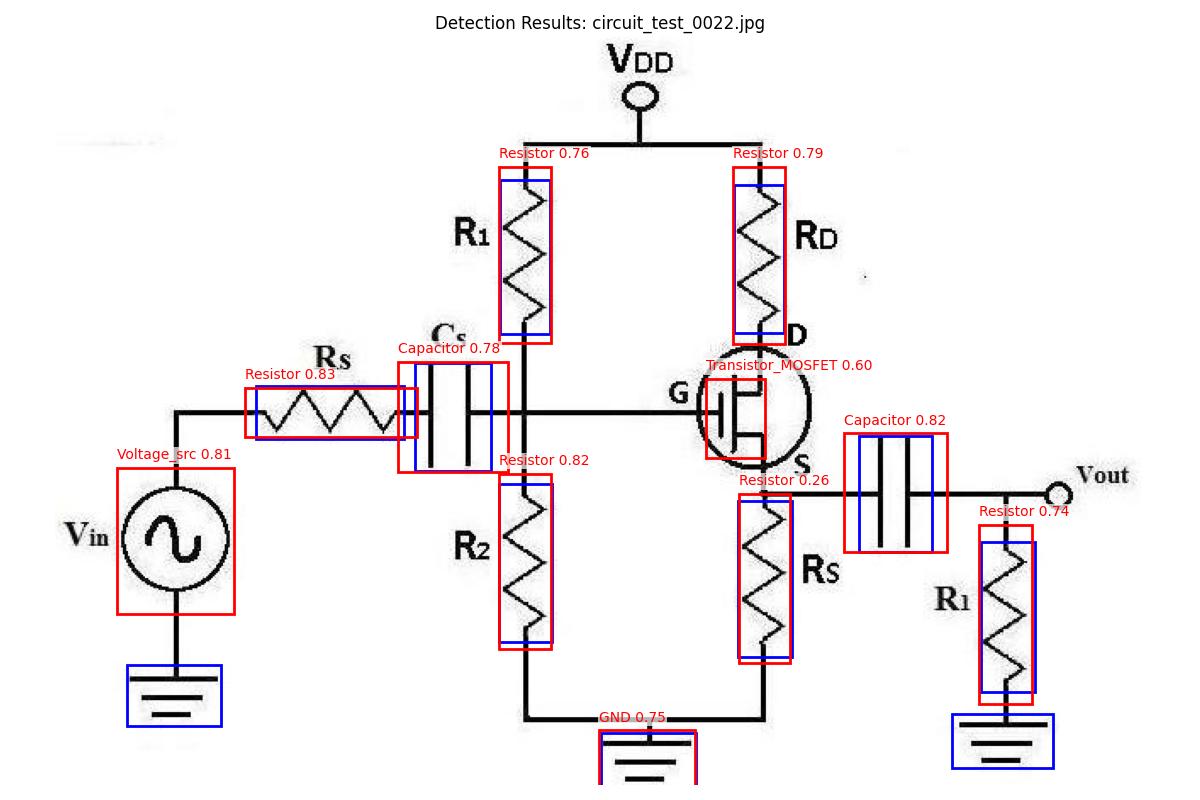 Detection Results: circuit_test_0022.jpg
VDD
Resistor 0.76
Resistor 0.79
R1
RD
D
Cs
Capacitor 0.78
Rs
Resistor 0.83
Transistor_MOSFET 0.60
G
Capacitor 0.82
Voltage_src 0.81
Resistor 0.82
S
Resistor 0.26
Vout
Resistor 0.74
Vin
R2
RS
R1
GND 0.75